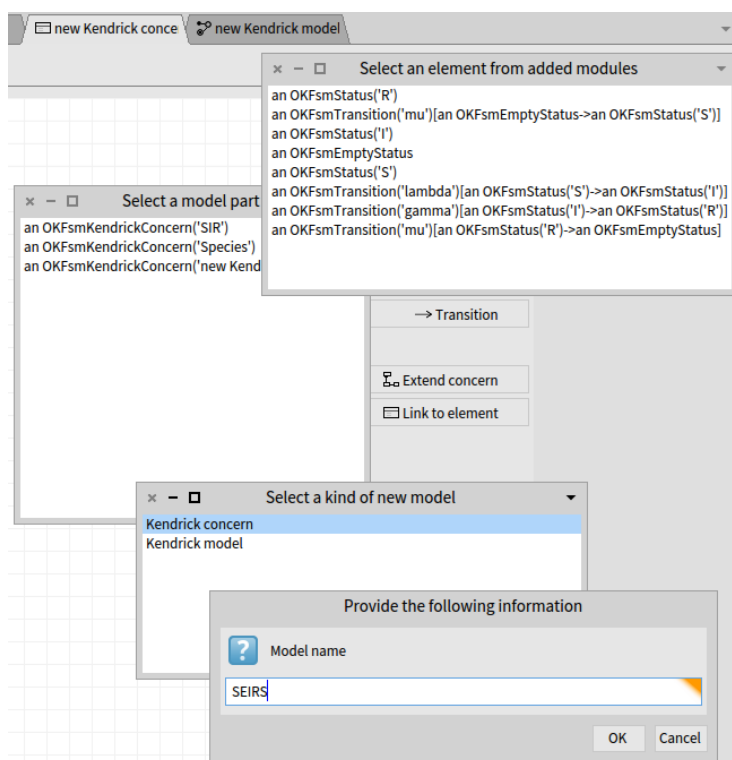 new Kendrick conce
new Kendrick model
Select an element from added modules
an OKFsmStatus('R')
an OKFsmTransition('mu')[an OKFsmEmptyStatus->an OKFsmStatus('S')]
an OKFsmStatus('I')
an OKFsmEmptyStatus
an OKFsmStatus('S')
an OKFsmTransition('lambda')[an OKFsmStatus('S')->an OKFsmStatus('I')]
an OKFsmTransition('gamma')[an OKFsmStatus('I')->an OKFsmStatus('R')]
an OKFsmTransition('mu')[an OKFsmStatus('R')->an OKFsmEmptyStatus]
Select a model part
an OKFsmKendrickConcern('SIR')
an OKFsmKendrickConcern('Species')
an OKFsmKendrickConcern('new Kend
Transition
Extend concern
Link to element
Select a kind of new model
Kendrick concern
Kendrick model
Provide the following information
Model name
SEIRS
OK Cancel